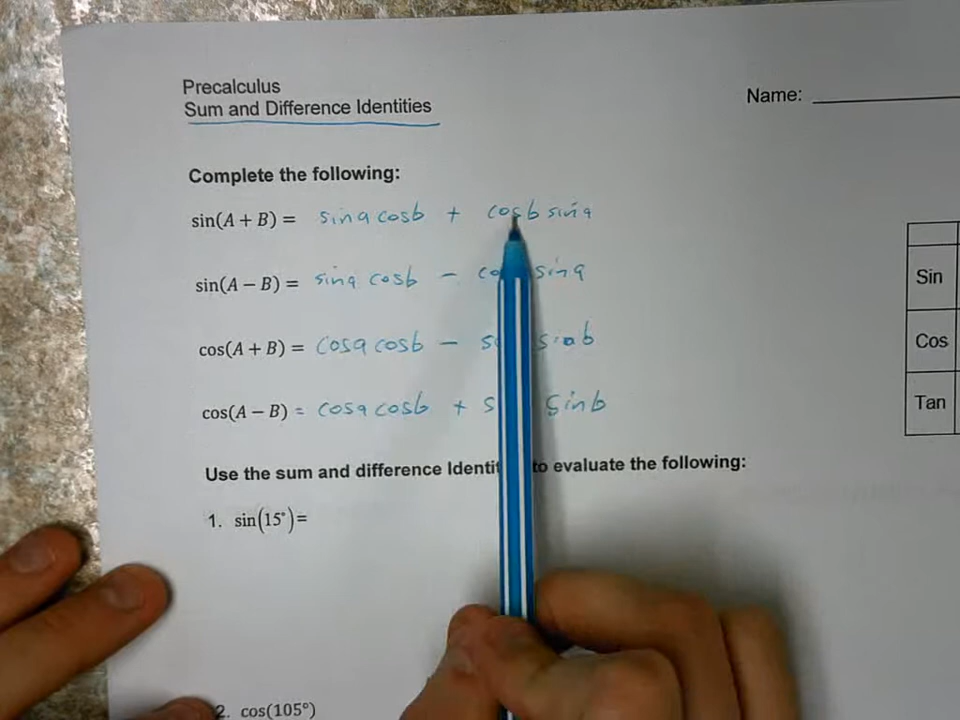 Precalculus
Sum and Difference Identities
Name:
Complete the following:
sin(A + B) = sina cosb + cosb sina
sin(A − B) = sina cosb − sina
cos(A + B) = cosa cosb − sinb
cos(A − B) = cosa cosb + sinb
Sin
Cos
Tan
Use the sum and difference to evaluate the following:
1. sin(15°)=
2. cos(105°)